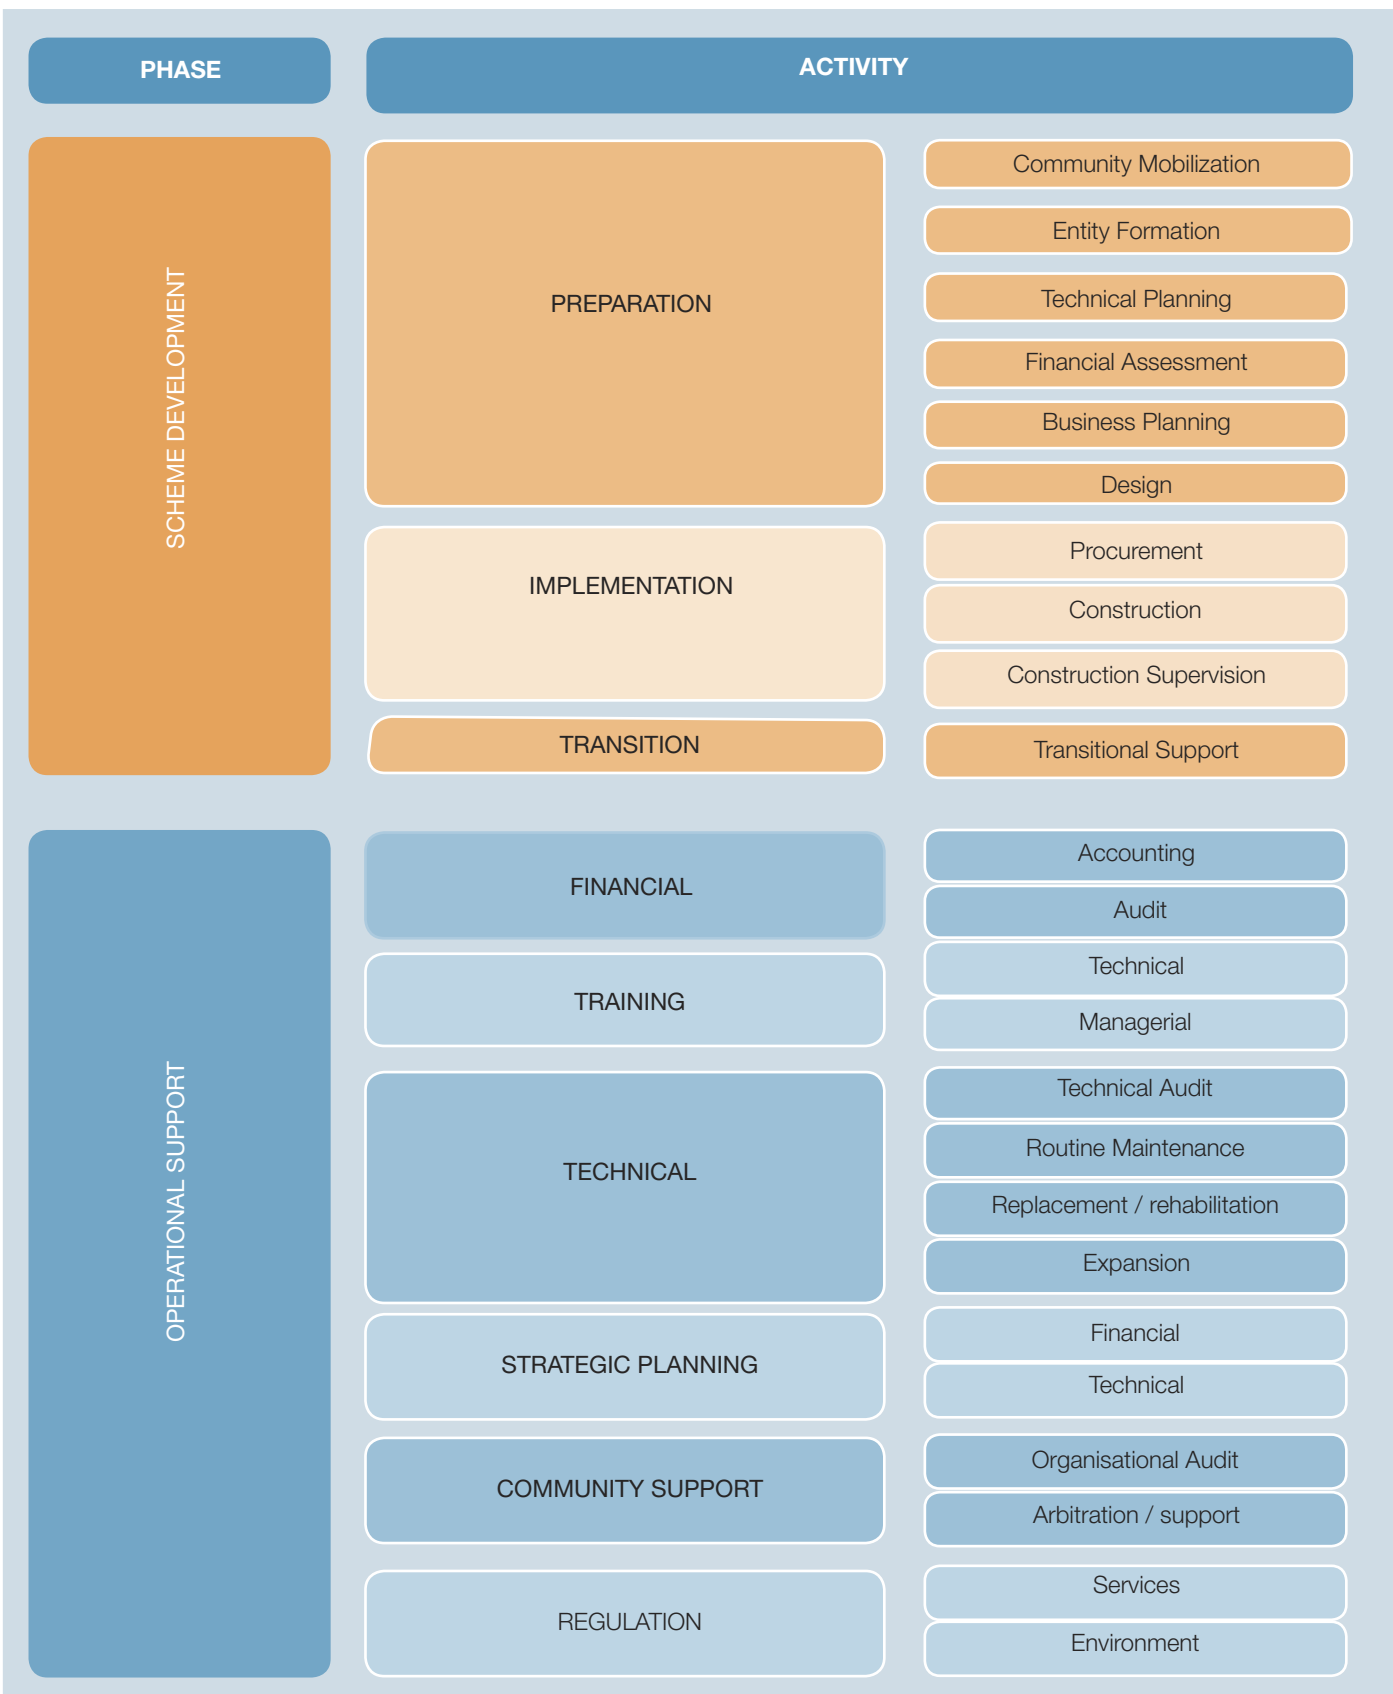 PHASE
ACTIVITY
SCHEME DEVELOPMENT
PREPARATION
Community Mobilization
Entity Formation
Technical Planning
Financial Assessment
Business Planning
Design
IMPLEMENTATION
Procurement
Construction
Construction Supervision
TRANSITION
Transitional Support
OPERATIONAL SUPPORT
FINANCIAL
Accounting
Audit
TRAINING
Technical
Managerial
TECHNICAL
Technical Audit
Routine Maintenance
Replacement / rehabilitation
Expansion
STRATEGIC PLANNING
Financial
Technical
COMMUNITY SUPPORT
Organisational Audit
Arbitration / support
REGULATION
Services
Environment